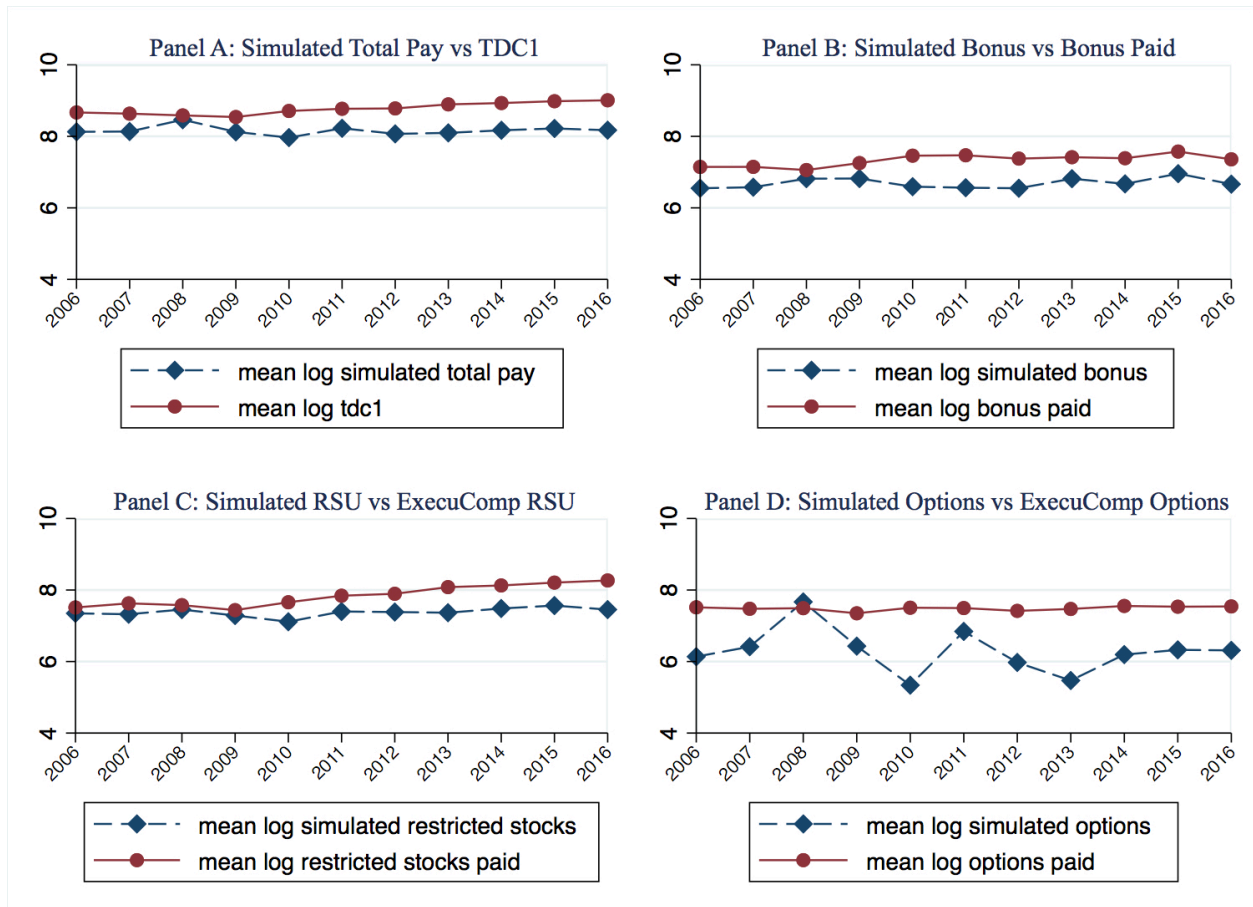 Panel A: Simulated Total Pay vs TDC1
10
8
6
4
2006 2007 2008 2009 2010 2011 2012 2013 2014 2015 2016
mean log simulated total pay
mean log tdc1
Panel B: Simulated Bonus vs Bonus Paid
10
8
6
4
2006 2007 2008 2009 2010 2011 2012 2013 2014 2015 2016
mean log simulated bonus
mean log bonus paid
Panel C: Simulated RSU vs ExecuComp RSU
10
8
6
4
2006 2007 2008 2009 2010 2011 2012 2013 2014 2015 2016
mean log simulated restricted stocks
mean log restricted stocks paid
Panel D: Simulated Options vs ExecuComp Options
10
8
6
4
2006 2007 2008 2009 2010 2011 2012 2013 2014 2015 2016
mean log simulated options
mean log options paid